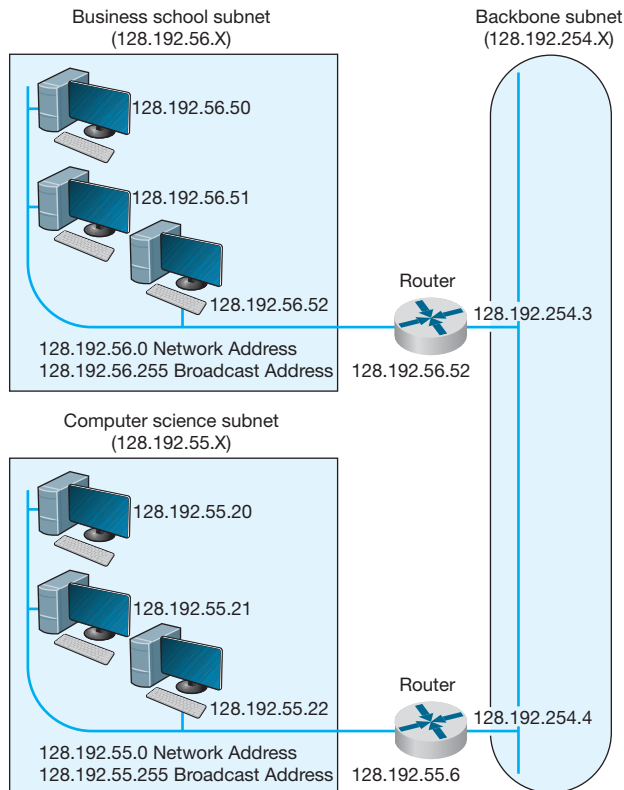 Business school subnet
(128.192.56.X)
128.192.56.50
128.192.56.51
128.192.56.52
128.192.56.0 Network Address
128.192.56.255 Broadcast Address
Router
128.192.56.52
Backbone subnet
(128.192.254.X)
128.192.254.3
Computer science subnet
(128.192.55.X)
128.192.55.20
128.192.55.21
128.192.55.22
128.192.55.0 Network Address
128.192.55.255 Broadcast Address
Router
128.192.55.6
128.192.254.4